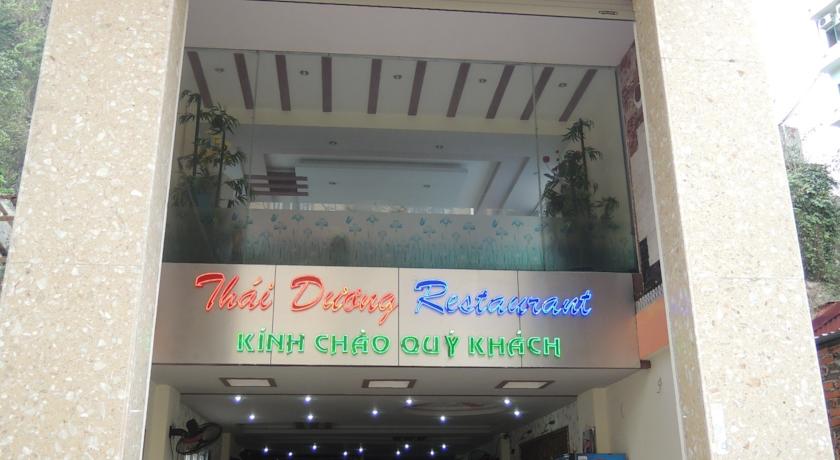 Thái Dương Restaurant
KÍNH CHÀO QUÝ KHÁCH